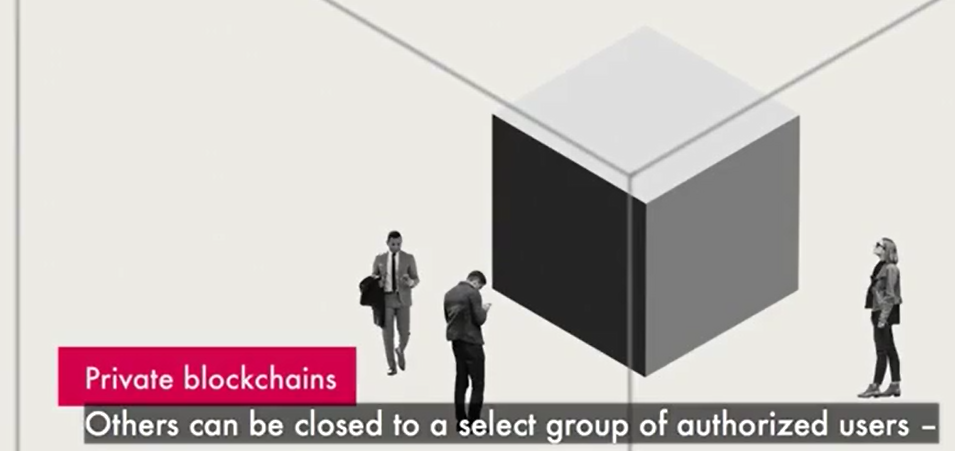 Private blockchains
Others can be closed to a select group of authorized users –